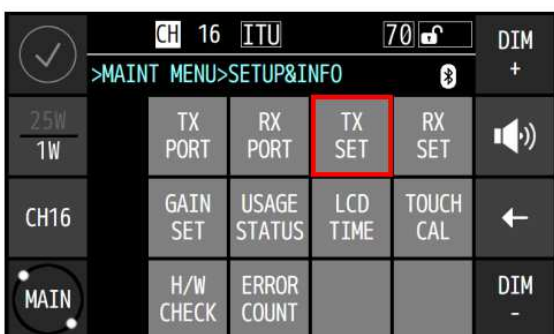 CH 16 ITU 70
DIM
+
>MAINT MENU>SETUP&INFO
25W
1W
TX
PORT
RX
PORT
TX
SET
RX
SET
CH16
GAIN
SET
USAGE
STATUS
LCD
TIME
TOUCH
CAL
MAIN
H/W
CHECK
ERROR
COUNT
DIM
-